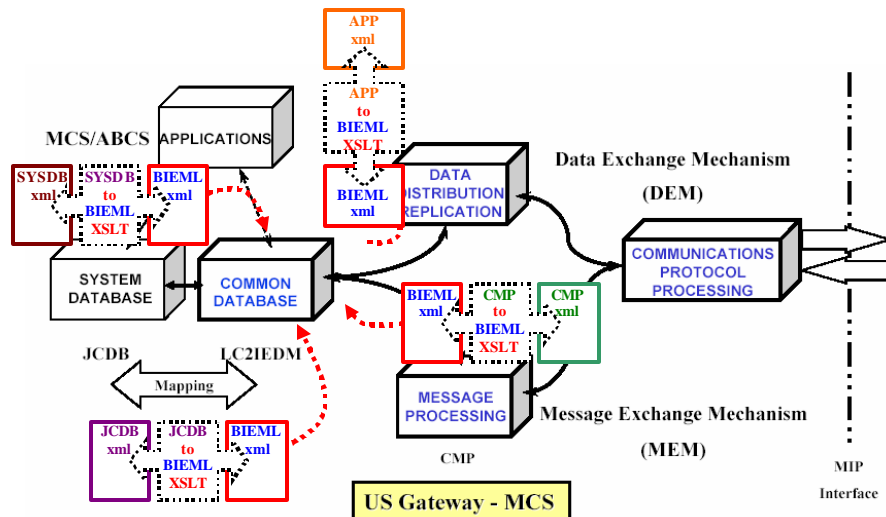 APP
xml
APP
to
BIEML
XSLT
BIEML
xml
MCS/ABCS
APPLICATIONS
SYSDB
xml
SYSDB
to
BIEML
XSLT
BIEML
xml
DATA
DISTRIBUTION
REPLICATION
Data Exchange Mechanism
(DEM)
COMMUNICATIONS
PROTOCOL
PROCESSING
SYSTEM
DATABASE
COMMON
DATABASE
BIEML
xml
CMP
to
BIEML
XSLT
CMP
xml
JCDB
LC2IEDM
Mapping
MESSAGE
PROCESSING
Message Exchange Mechanism
(MEM)
JCDB
xml
JCDB
to
BIEML
XSLT
BIEML
xml
CMP
MIP
Interface
US Gateway - MCS